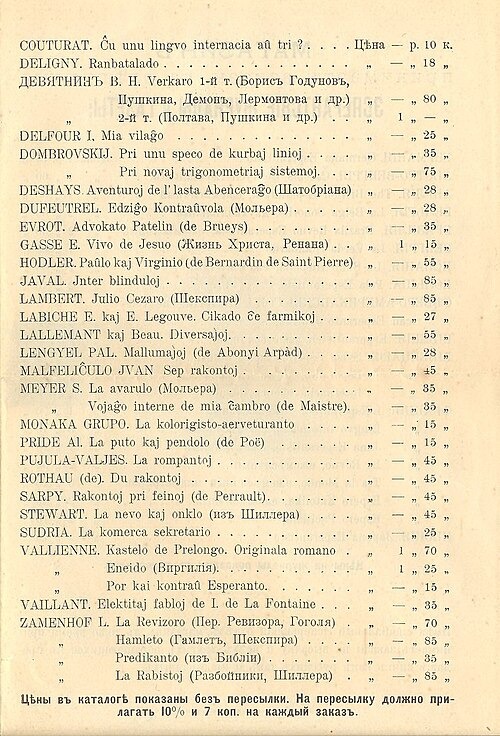 COUTURAT. Ĉu unu lingvo internacia aŭ tri ? . . . . Цѣна — р. 10 к.
DELIGNY. Ranbatalado . . . . . . . . . . . . . „ — „ 18 „
ДЕВЯТНИНЪ В. Н. Verkaro 1-й т. (Борисъ Годуновъ,
Пушкина, Демонъ, Лермонтова и др.) „ — „ 80 „
„ 2-й т. (Полтава, Пушкина и др.) . „ 1 „ — „
DELFOUR I. Mia vilaĝo . . . . . . . . . . . . „ — „ 25 „
DOMBROVSKIJ. Pri unu speco de kurbaj linioj . . . . „ — „ 35 „
„ Pri novaj trigonometriaj sistemoj. . . . „ — „ 75 „
DESHAYS. Aventuroj de l' lasta Abenceraĝo (Шатобріана) „ — „ 28 „
DUFEUTREL. Edziĝo Kontraŭvola (Мольера) . . . . . „ — „ 28 „
EVROT. Advokato Patelin (de Brueys) . . . . . . . „ — „ 35 „
GASSE E. Vivo de Jesuo (Жизнь Христа, Ренана) . . . „ 1 „ 15 „
HODLER. Paŭlo kaj Virginio (de Bernardin de Saint Pierre) „ — „ 55 „
JAVAL. Jnter blinduloj . . . . . . . . . . . . . „ — „ 85 „
LAMBERT. Julio Cezaro (Шекспира) . . . . . . . . „ — „ 85 „
LABICHE E. kaj E. Legouve. Cikado ĉe farmikoj . . . . „ — „ 27 „
LALLEMANT kaj Beau. Diversaĵoj. . . . . . . . . . „ — „ 55 „
LENGYEL PAL. Mallumajoj (de Abonyi Arpàd) . . . . . „ — „ 28 „
MALFELIĈULO JVAN Sep rakontoj . . . . . . . . . „ — „ 45 „
MEYER S. La avarulo (Мольера) . . . . . . . . . . „ — „ 35 „
„ Vojaĝo interne de mia ĉambro (de Maistre). „ — „ 35 „
MONAKA GRUPO. La kolorigisto-aerveturanto . . . . . „ — „ 15 „
PRIDE Al. La puto kaj pendolo (de Poë) . . . . . . . „ — „ 15 „
PUJULA-VALJES. La rompantoj . . . . . . . . . . . „ — „ 45 „
ROTHAU (de). Du rakontoj . . . . . . . . . . . . „ — „ 45 „
SARPY. Rakontoj pri feinoj (de Perrault). . . . . . . „ — „ 45 „
STEWART. La nevo kaj onklo (изъ Шиллера) . . . . . „ — „ 45 „
SUDRIA. La komerca sekretario . . . . . . . . . . „ — „ 25 „
VALLIENNE. Kastelo de Prelongo. Originala romano . . „ 1 „ 70 „
„ Eneido (Виргилія). . . . . . . . . . „ 1 „ 25 „
„ Por kai kontraŭ Esperanto. . . . . . . „ — „ 15 „
VAILLANT. Elektitaj fabloj de I. de La Fontaine . . . . „ — „ 35 „
ZAMENHOF L. La Revizoro (Пер. Ревизора, Гоголя) . . „ — „ 70 „
„ Hamleto (Гамлетъ, Шекспира) . . . . . „ — „ 85 „
„ Predikanto (изъ Библіи) . . . . . . . „ — „ 35 „
„ La Rabistoj (Разбойники, Шиллера) . . . „ — „ 85 „
Цѣны въ каталогѣ показаны безъ пересылки. На пересылку должно при-
лагать 10% и 7 коп. на каждый заказъ.